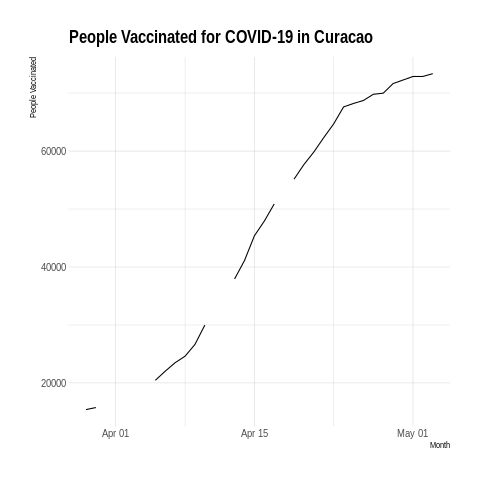 People Vaccinated for COVID-19 in Curacao
People Vaccinated
60000
40000
20000
Apr 01
Apr 15
May 01
Month